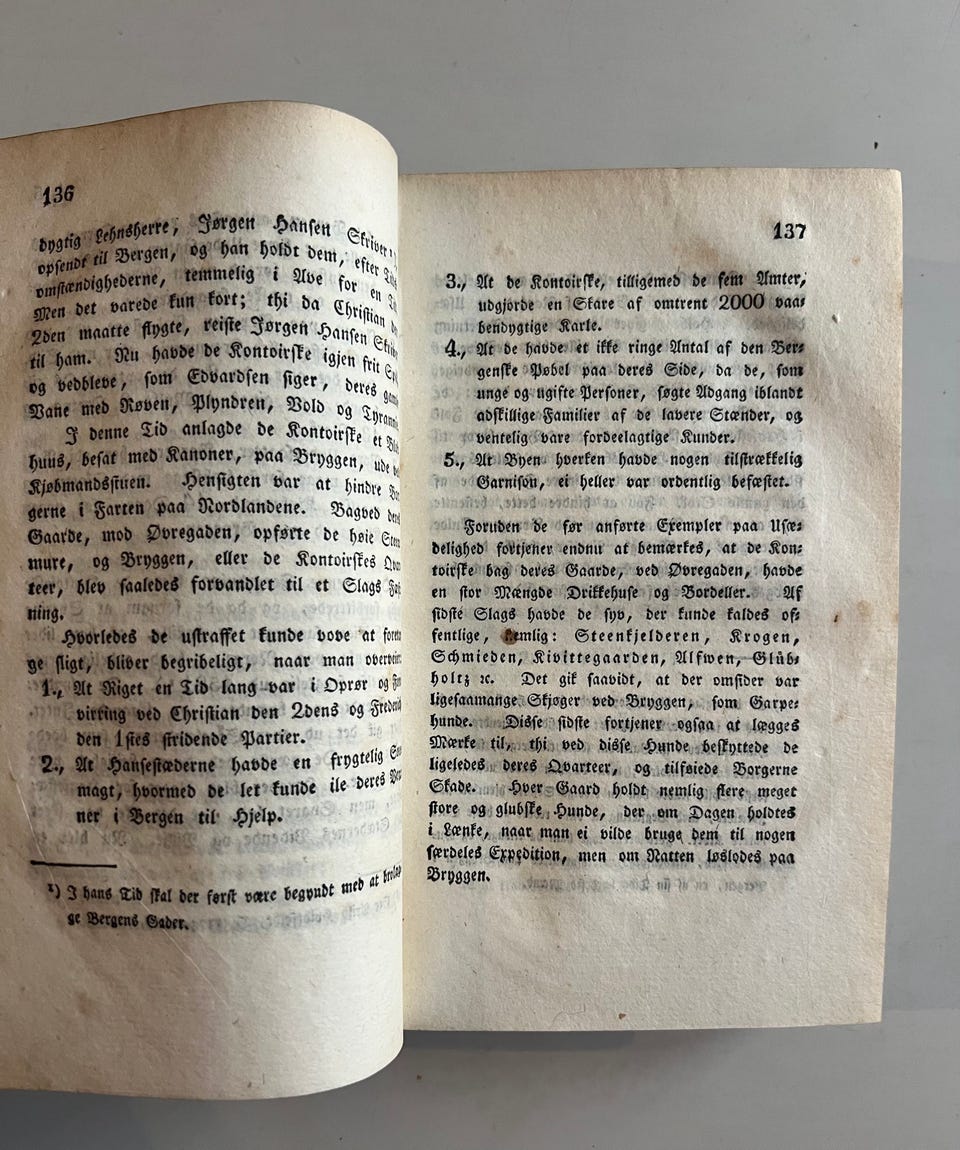 136
dygtig Lehnsherre, Jørgen Hansen Skriver
opsendt til Bergen, og han holdt dem, efter
omstændighederne, temmelig i Ave for en
Men det varede kun kort; thi da Christian
2den maatte flygte, reiste Jørgen Hansen
til ham. Nu havde de Kontoirske igjen frit
og vedbleve, som Edvardsen siger, deres
Vane med Røven, Plyndren, Vold og
I denne Tid anlagde de Kontoirske et
huus, besat med Kanoner, paa Bryggen, ude
Kjøbmandsstuen. Hensigten var at hindre
gerne i Farten paa Nordlandene. Bagved
Gaarde, mod Øvregaden, opførte de høie
mure, og Bryggen, eller de Kontoirskes
teer, blev saaledes forvandlet til et Slags
ning.
Hvorledes de ustraffet kunde vove at
ge sligt, bliver begribeligt, naar man
1., At Riget en Tid lang var i Oprør og
virring ved Christian den 2dens og
den 1stes stridende Partier.
2., At Hansestæderne havde en frygtelig
magt, hvormed de let kunde ile deres
ner i Bergen til Hjelp.
¹) I hans Tid skal der først være begyndt med at
ge Bergens Gader.
137
3., At de Kontoirske, tilligemed de fem Amter,
udgjorde en Skare af omtrent 2000 vaa-
bendygtige Karle.
4., At de havde et ikke ringe Antal af den Ber-
genske Pøbel paa deres Side, da de, som
unge og ugifte Personer, søgte Adgang iblandt
adskillige Familier af de lavere Stænder, og
ventelig vare fordeelagtige Kunder.
5., At Byen hverken havde nogen tilstrækkelig
Garnison, ei heller var ordentlig befæstet.
Foruden de før anførte Exempler paa Usæ-
delighed fortjener endnu at bemærkes, at de Kon-
toirske bag deres Gaarde, ved Øvregaden, havde
en stor Mængde Drikkehuse og Bordeller. Af
sidste Slags havde de syv, der kunde kaldes of-
fentlige, nemlig: Steenkjelderen, Krogen,
Schmieden, Kivittegaarden, Alfwen, Glüb-
holtz ꝛc. Det gik saavidt, at der omsider var
ligesaamange Skjøger ved Bryggen, som Garpe-
hunde. Disse sidste fortjener ogsaa at lægges
Mærke til, thi ved disse Hunde beskyttede de
ligeledes deres Qvarteer, og tilføiede Borgerne
Skade. Hver Gaard holdt nemlig flere meget
store og glubske Hunde, der om Dagen holdtes
i Lænke, naar man ei vilde bruge dem til nogen
særdeles Expedition, men om Natten løslodes paa
Bryggen.